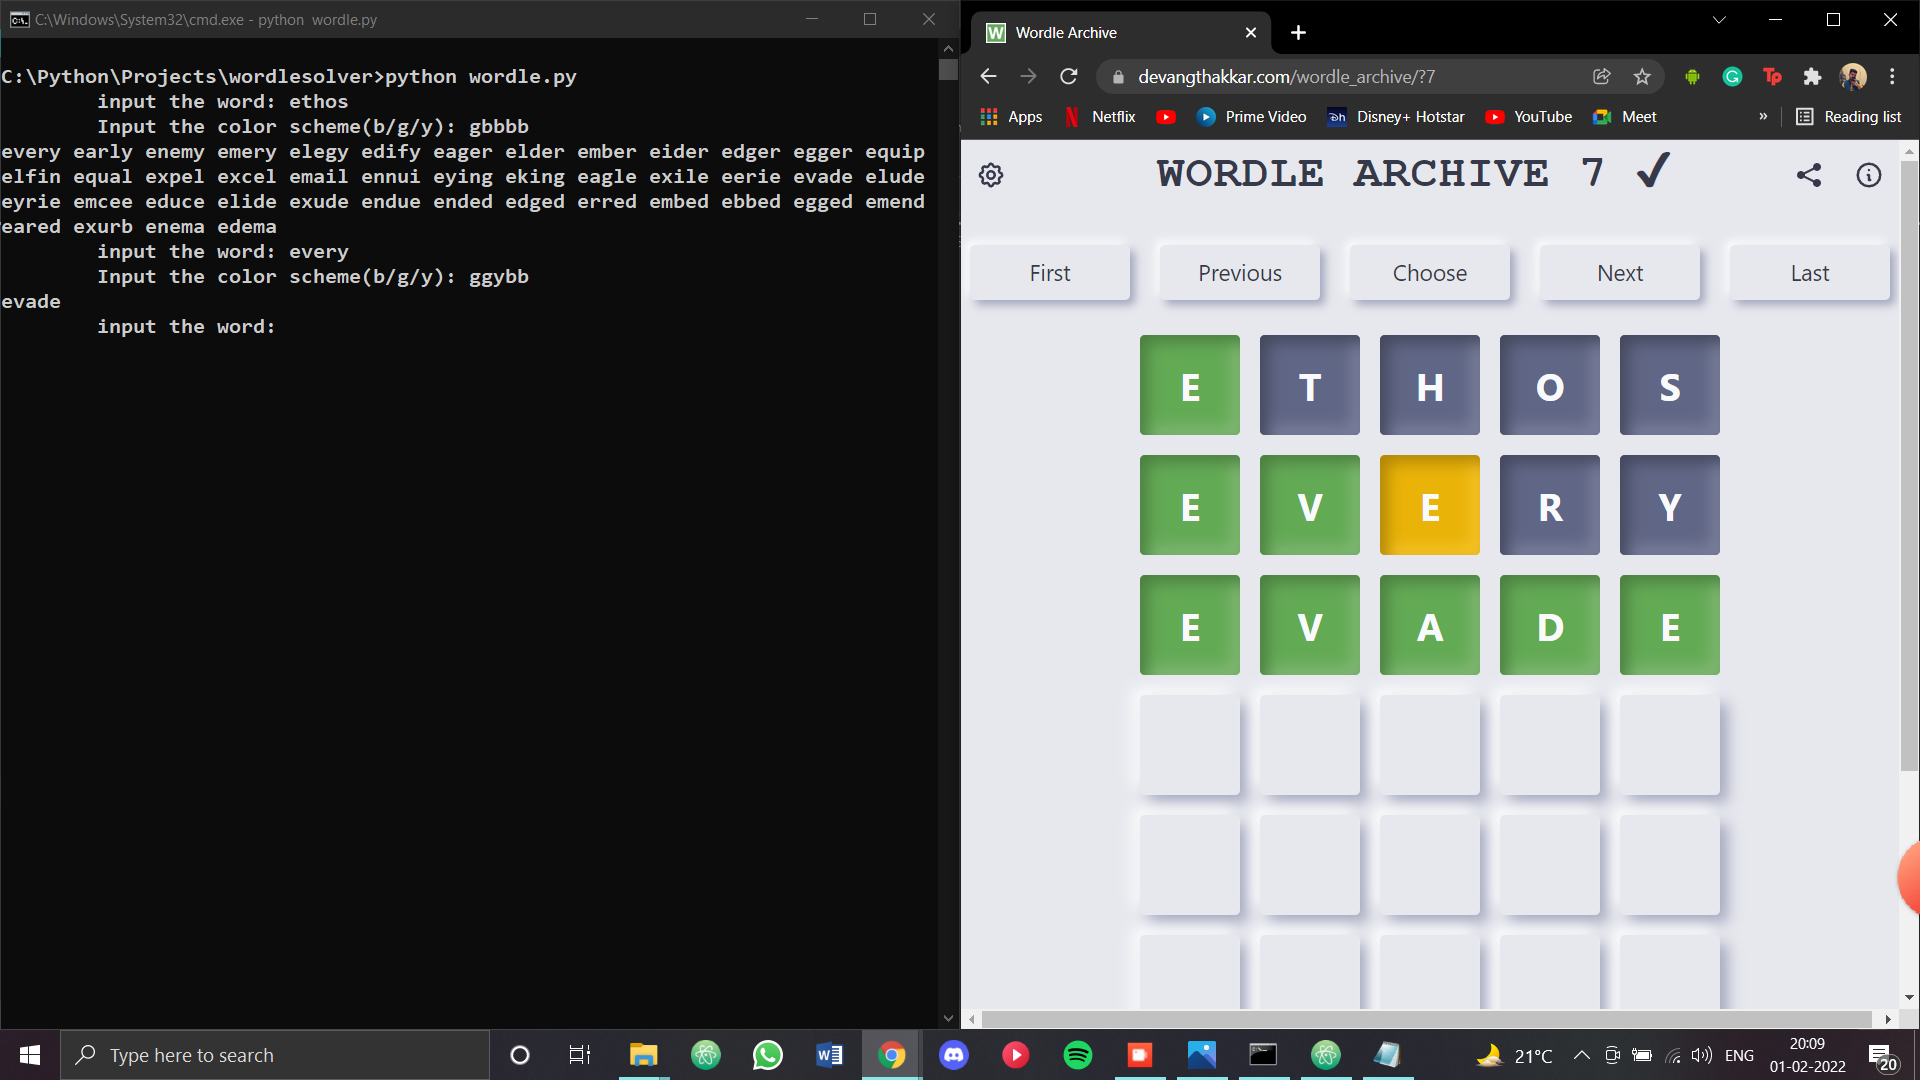 C:\Windows\System32\cmd.exe - python  wordle.py
C:\Python\Projects\wordlesolver>python wordle.py
input the word: ethos
Input the color scheme(b/g/y): gbbbb
every early enemy emery elegy edify eager elder ember eider edger egger equip
elfin equal expel excel email ennui eying eking eagle exile eerie evade elude
eyrie emcee educe elide exude endue ended edged erred embed ebbed egged emend
eared exurb enema edema
input the word: every
Input the color scheme(b/g/y): ggybb
evade
input the word:
W Wordle Archive
devangthakkar.com/wordle_archive/?7
Apps Netflix Prime Video Disney+ Hotstar YouTube Meet » Reading list
WORDLE ARCHIVE 7 ✔
First Previous Choose Next Last
E T H O S
E V E R Y
E V A D E
Type here to search
21°C ENG
20:09
01-02-2022
20